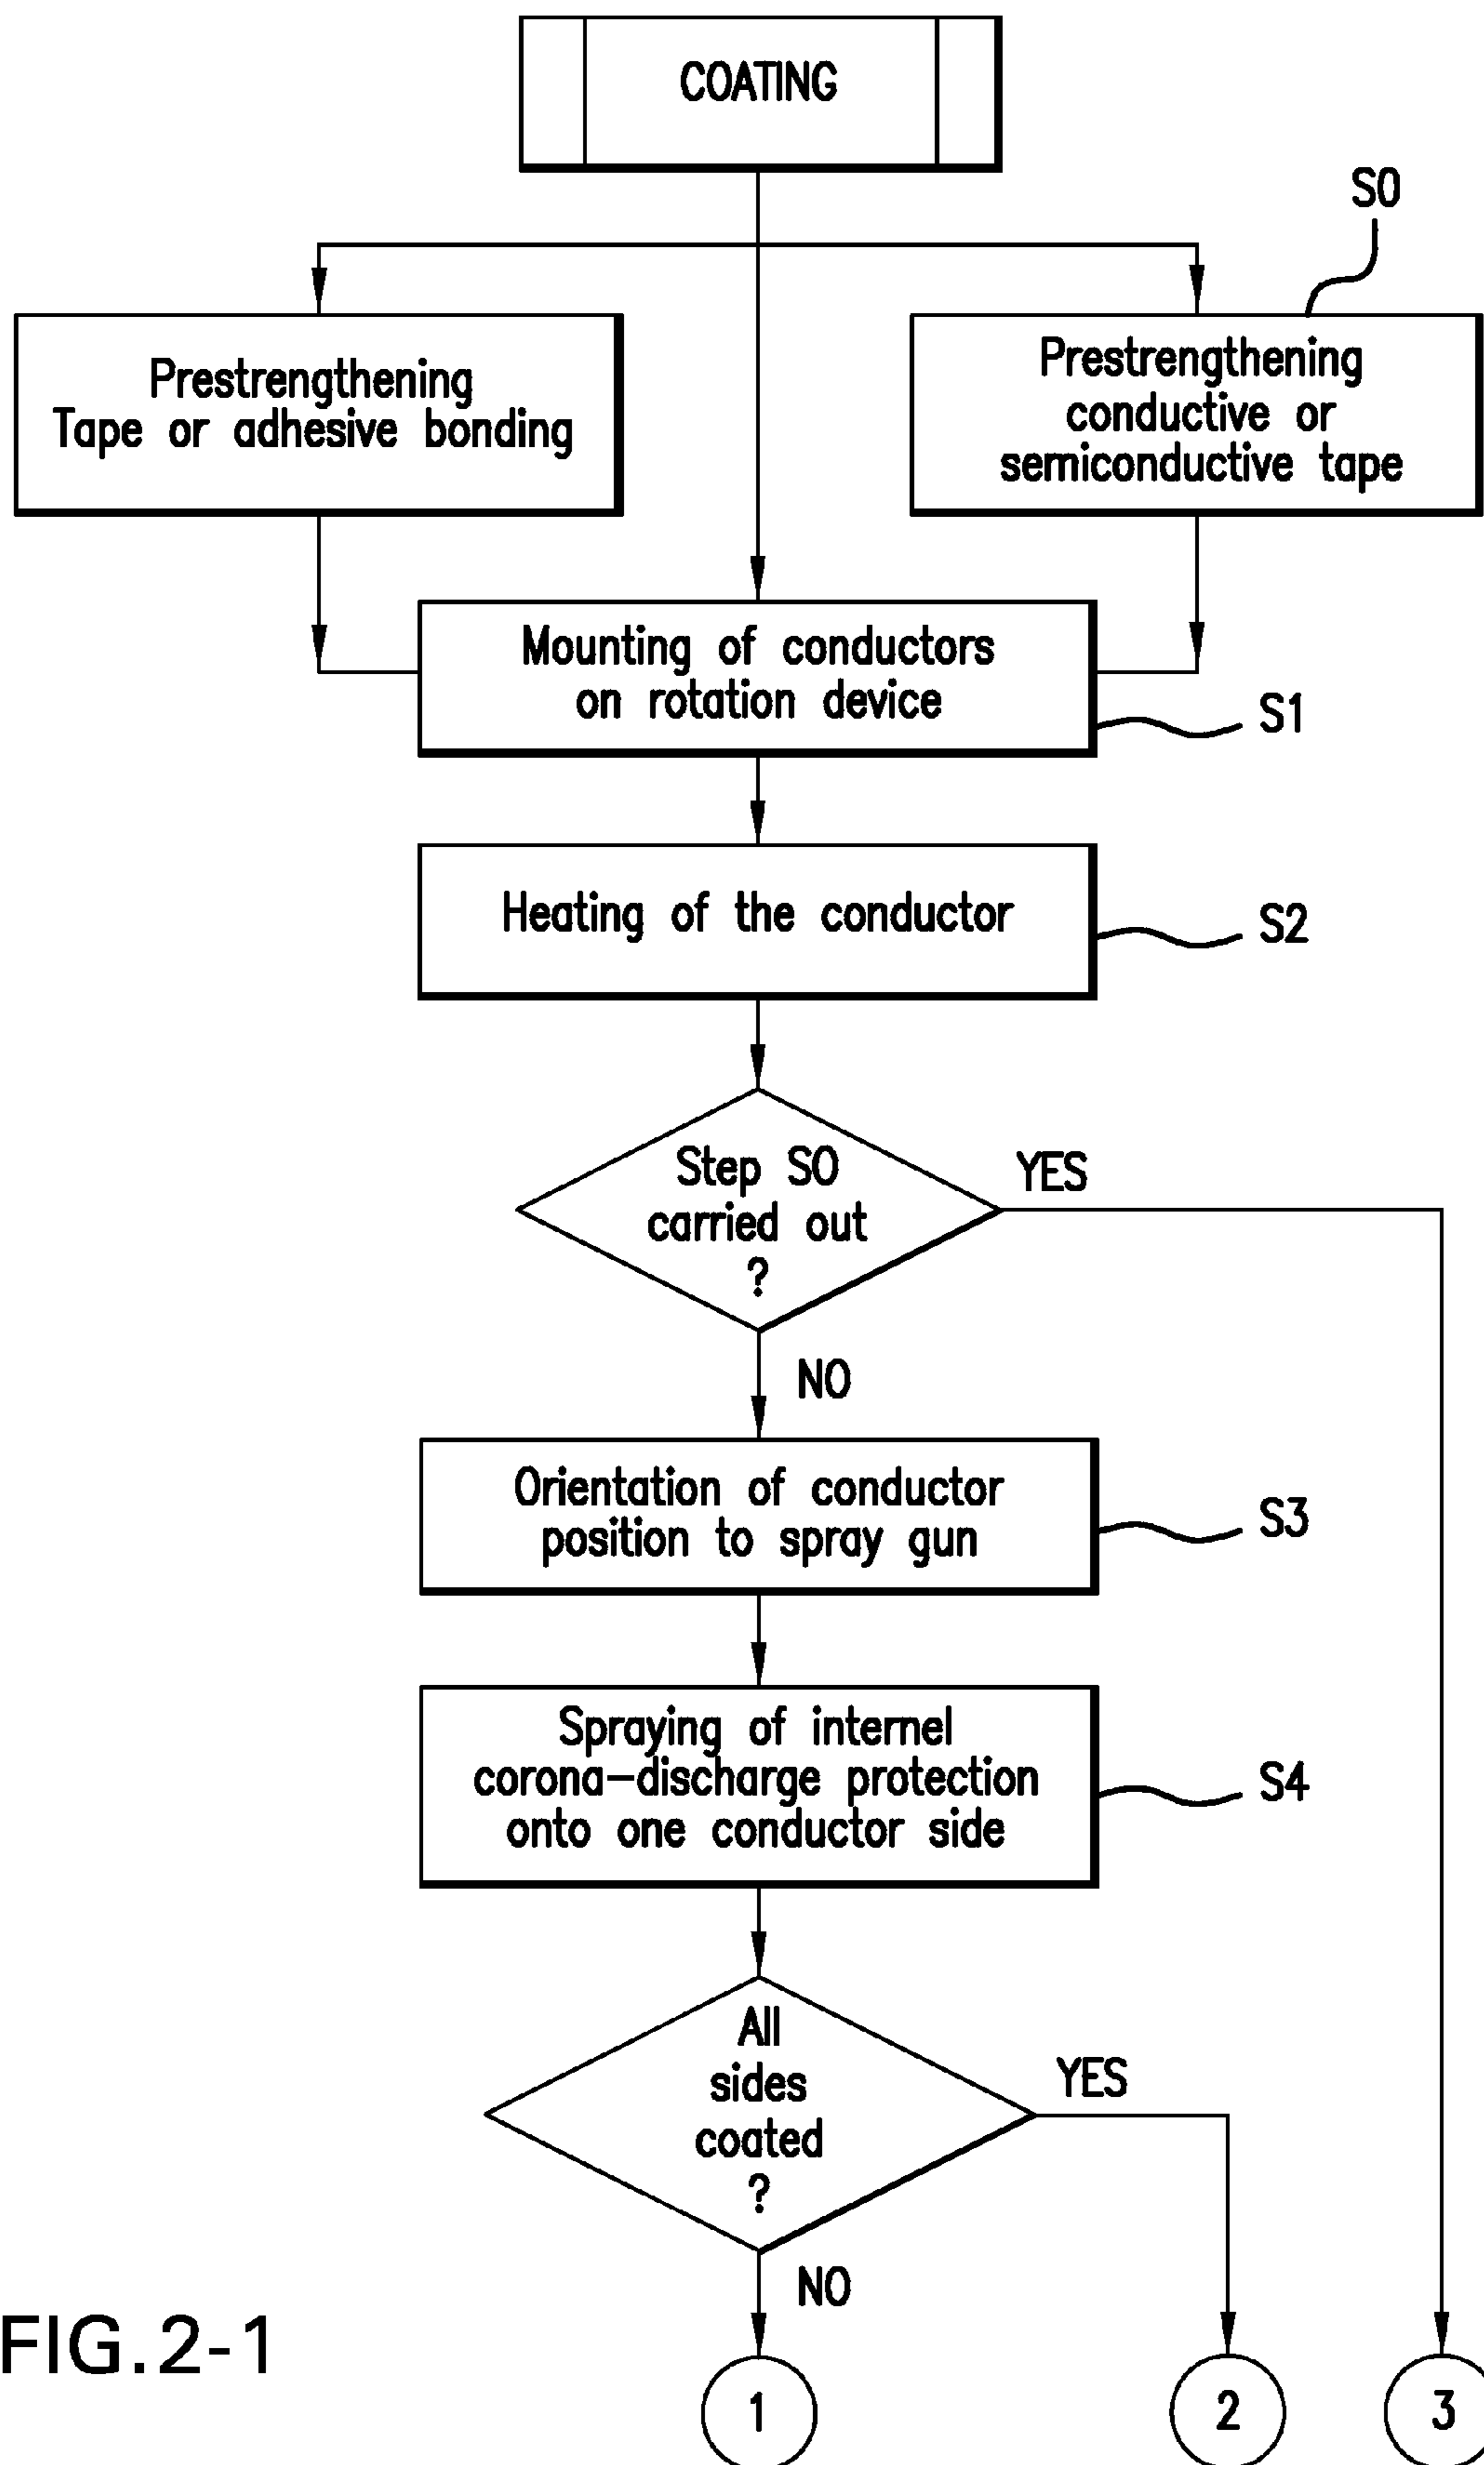 COATING
S0
Prestrengthening
Tape or adhesive bonding
Prestrengthening
conductive or
semiconductive tape
Mounting of conductors
on rotation device
S1
Heating of the conductor
S2
Step SO
carried out
?
YES
NO
Orientation of conductor
position to spray gun
S3
Spraying of internel
corona-discharge protection
onto one conductor side
S4
All
sides
coated
?
YES
NO
FIG.2-1
1
2
3